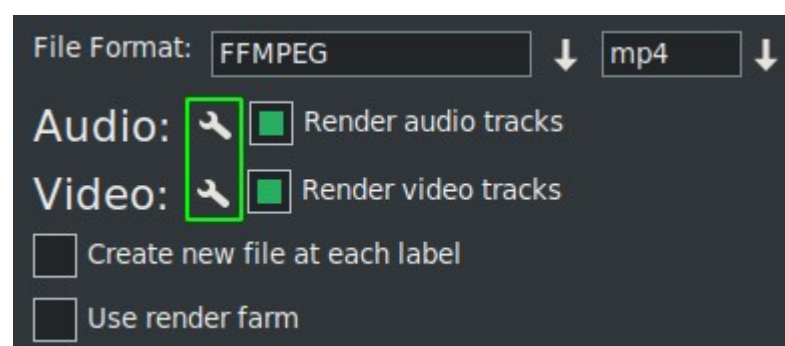 File Format: FFMPEG mp4
Audio: Render audio tracks
Video: Render video tracks
Create new file at each label
Use render farm